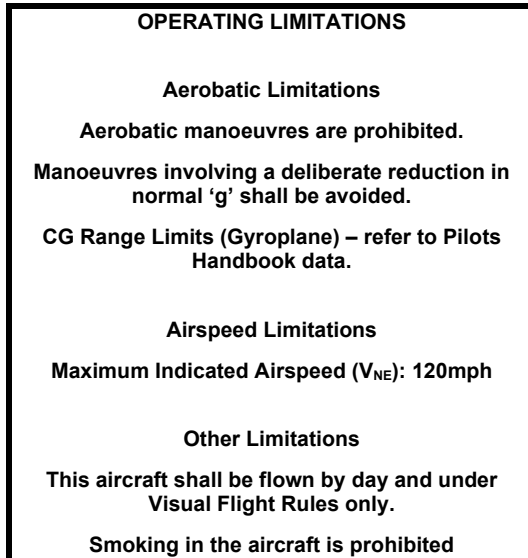 OPERATING LIMITATIONS
Aerobatic Limitations
Aerobatic manoeuvres are prohibited.
Manoeuvres involving a deliberate reduction in
normal ‘g’ shall be avoided.
CG Range Limits (Gyroplane) – refer to Pilots
Handbook data.
Airspeed Limitations
Maximum Indicated Airspeed (VNE): 120mph
Other Limitations
This aircraft shall be flown by day and under
Visual Flight Rules only.
Smoking in the aircraft is prohibited